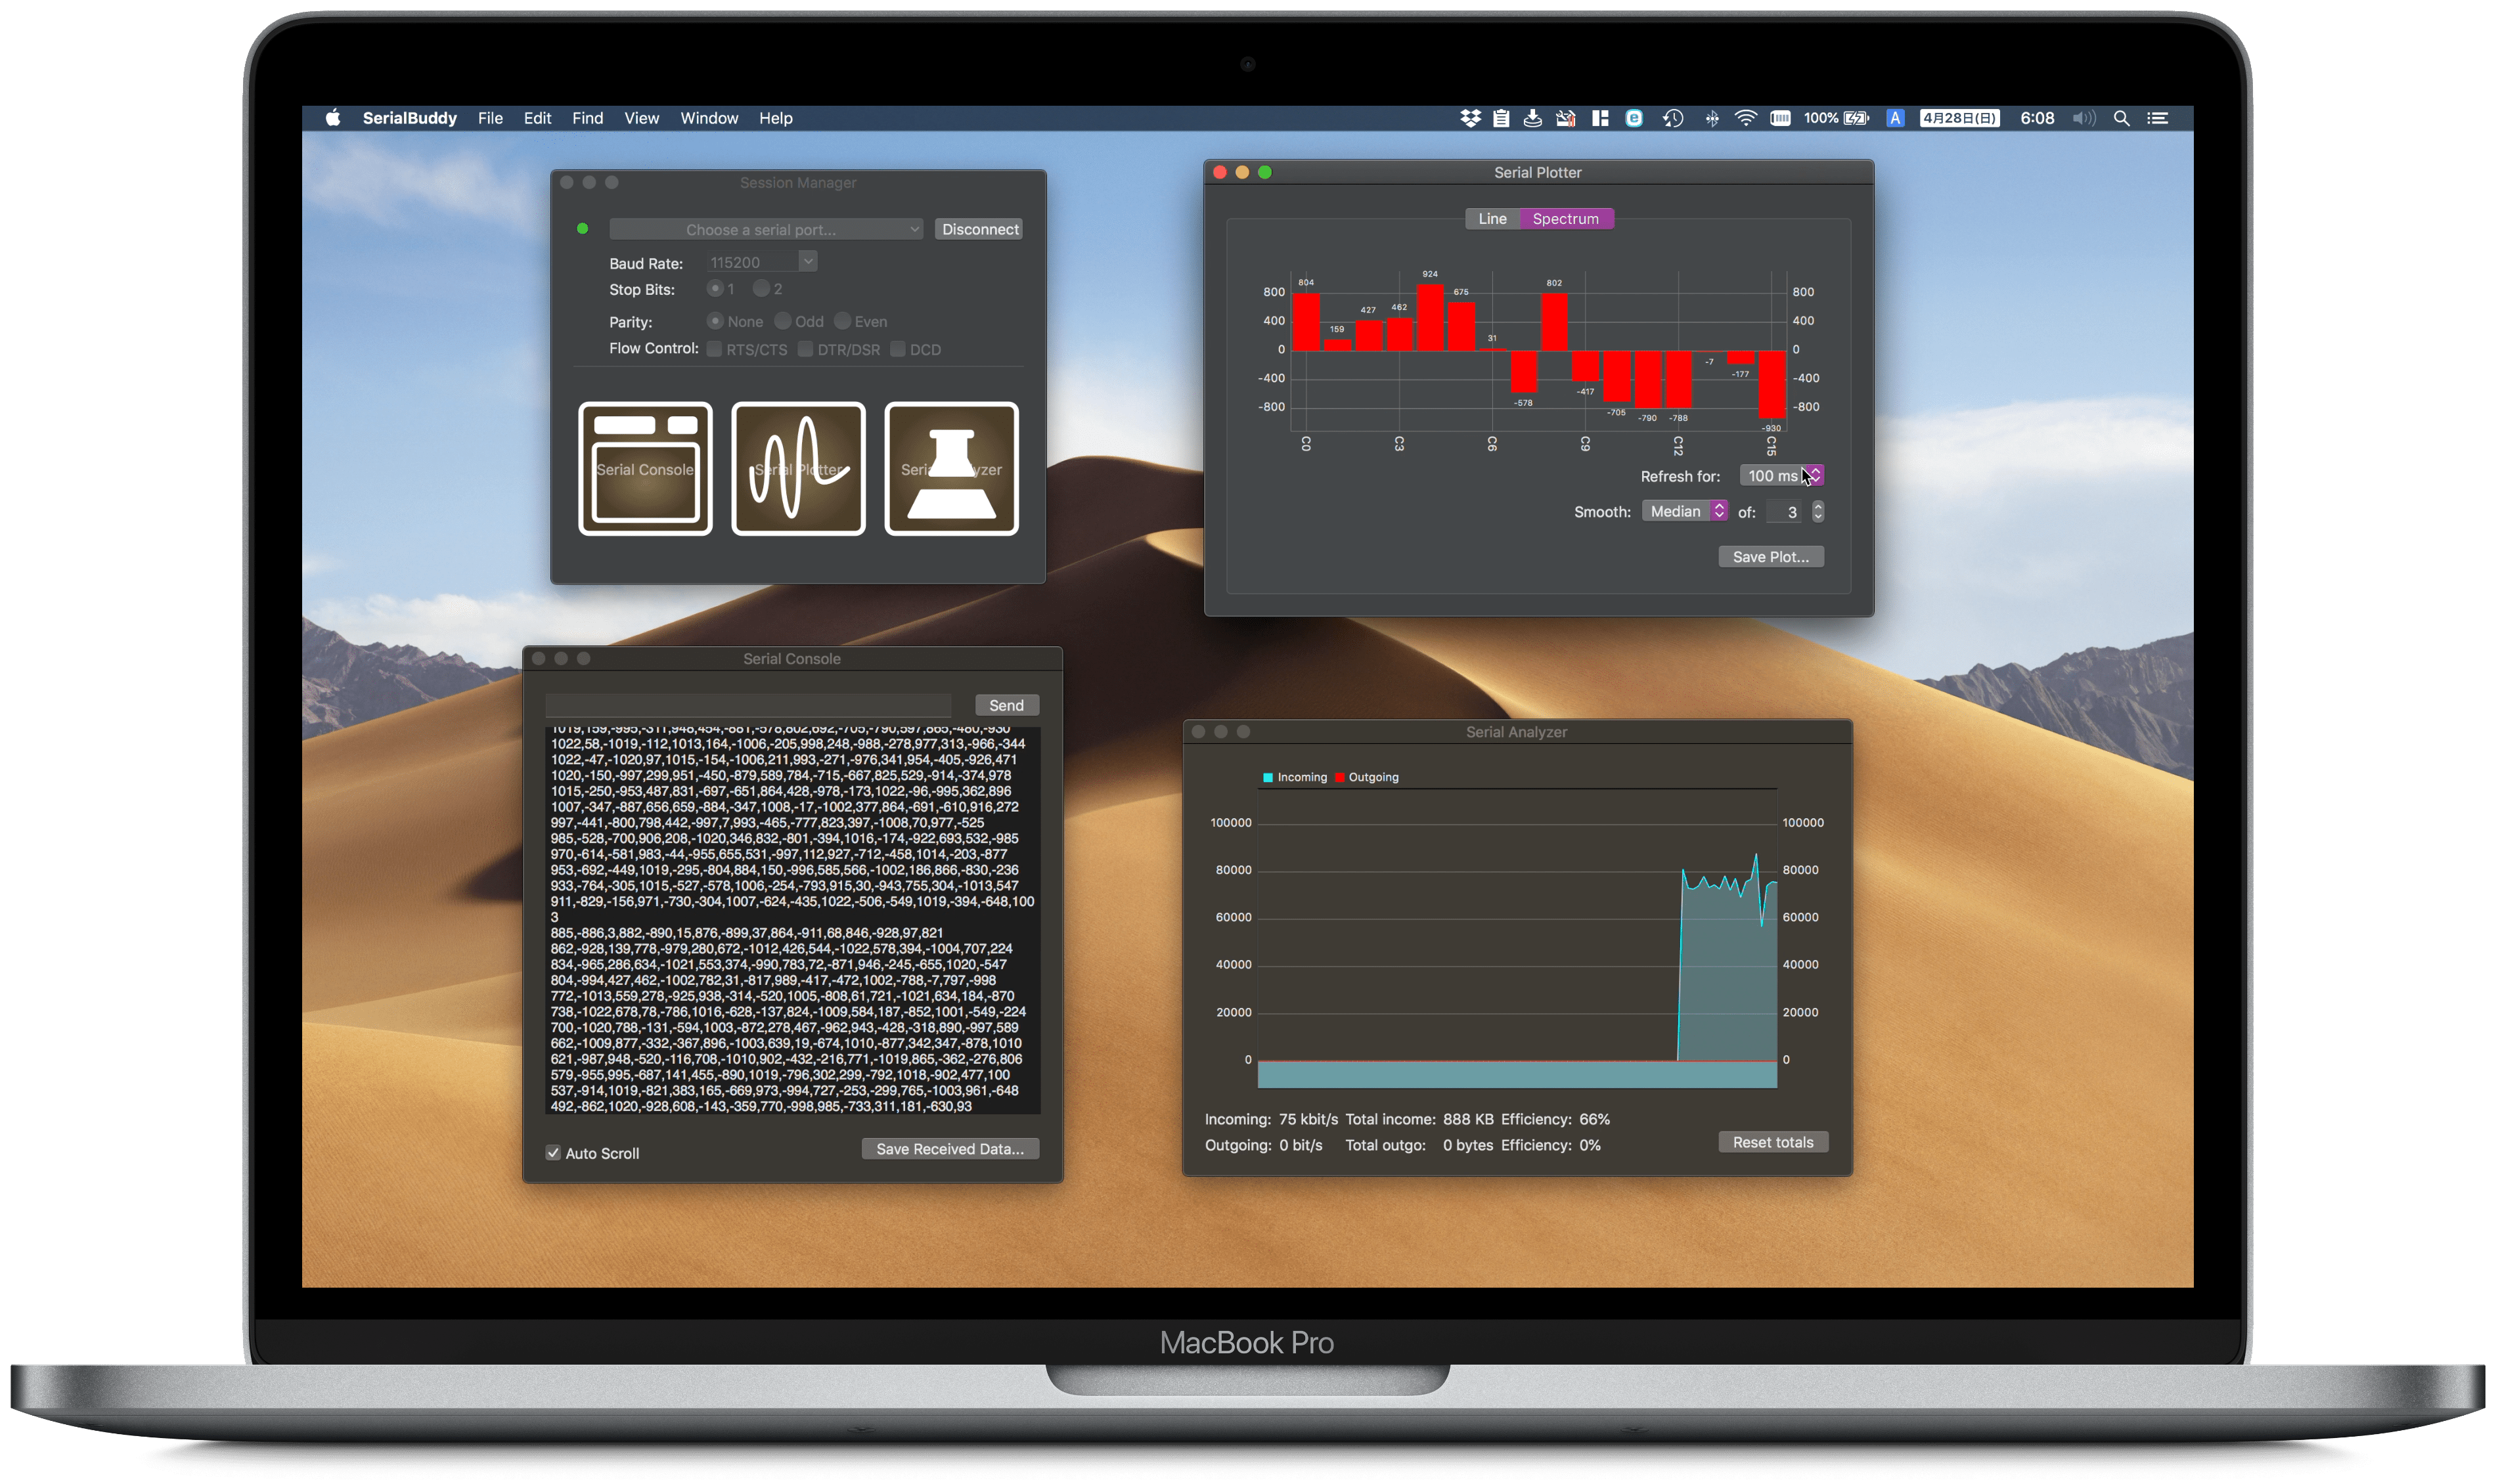 SerialBuddy File Edit Find View Window Help
100% A 4月28日(日) 6:08
Session Manager
Choose a serial port... Disconnect
Baud Rate: 115200
Stop Bits: 1 2
Parity: None Odd Even
Flow Control: RTS/CTS DTR/DSR DCD
Serial Console Serial Plotter
Serial Plotter
Line Spectrum
804 159 427 462 924 675 31 -578 802 -417 -705 -790 -788 -7 -177 -930
800 800
400 400
0 0
-400 -400
-800 -800
C0 C3 C6 C9 C12 C15
Refresh for: 100 ms
Smooth: Median of: 3
Save Plot...
Serial Console
Send
1019,159,-995,-311,948,454,-881,-578,802,692,-705,-790,597,865,-480,-930
1022,58,-1019,-112,1013,164,-1006,-205,998,248,-988,-278,977,313,-966,-344
1022,-47,-1020,97,1015,-154,-1006,211,993,-271,-976,341,954,-405,-926,471
1020,-150,-997,299,951,-450,-879,589,784,-715,-667,825,529,-914,-374,978
1015,-250,-953,487,831,-697,-651,864,428,-978,-173,1022,-96,-995,362,896
1007,-347,-887,656,659,-884,-347,1008,-17,-1002,377,864,-691,-610,916,272
997,-441,-800,798,442,-997,7,993,-465,-777,823,397,-1008,70,977,-525
985,-528,-700,906,208,-1020,346,832,-801,-394,1016,-174,-922,693,532,-985
970,-614,-581,983,-44,-955,655,531,-997,112,927,-712,-458,1014,-203,-877
953,-692,-449,1019,-295,-804,884,150,-996,585,566,-1002,186,866,-830,-236
933,-764,-305,1015,-527,-578,1006,-254,-793,915,30,-943,755,304,-1013,547
911,-829,-156,971,-730,-304,1007,-624,-435,1022,-506,-549,1019,-394,-648,100
3
885,-886,3,882,-890,15,876,-899,37,864,-911,68,846,-928,97,821
862,-928,139,778,-979,280,672,-1012,426,544,-1022,578,394,-1004,707,224
834,-965,286,634,-1021,553,374,-990,783,72,-871,946,-245,-655,1020,-547
804,-994,427,462,-1002,782,31,-817,989,-417,-472,1002,-788,-7,797,-998
772,-1013,559,278,-925,938,-314,-520,1005,-808,61,721,-1021,634,184,-870
738,-1022,678,78,-786,1016,-628,-137,824,-1009,584,187,-852,1001,-549,-224
700,-1020,788,-131,-594,1003,-872,278,467,-962,943,-428,-318,890,-997,589
662,-1009,877,-332,-367,896,-1003,639,19,-674,1010,-877,342,347,-878,1010
621,-987,948,-520,-116,708,-1010,902,-432,-216,771,-1019,865,-362,-276,806
579,-955,995,-687,141,455,-890,1019,-796,302,299,-792,1018,-902,477,100
537,-914,1019,-821,383,165,-669,973,-994,727,-253,-299,765,-1003,961,-648
492,-862,1020,-928,608,-143,-359,770,-998,985,-733,311,181,-630,93
Auto Scroll Save Received Data...
Serial Analyzer
Incoming Outgoing
100000 100000
80000 80000
60000 60000
40000 40000
20000 20000
0 0
Incoming: 75 kbit/s Total income: 888 KB Efficiency: 66%
Outgoing: 0 bit/s Total outgo: 0 bytes Efficiency: 0%
Reset totals
MacBook Pro